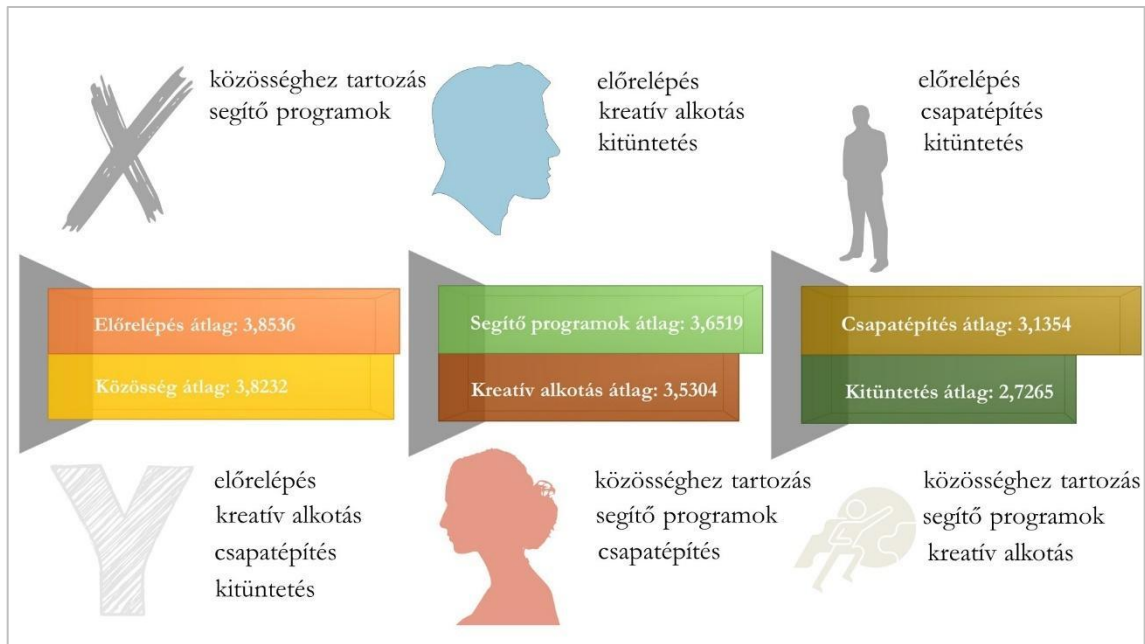 közösséghez tartozás
segítő programok
előrelépés
kreatív alkotás
kitüntetés
előrelépés
csapatépítés
kitüntetés
Előrelépés átlag: 3,8536
Közösség átlag: 3,8232
Segítő programok átlag: 3,6519
Kreatív alkotás átlag: 3,5304
Csapatépítés átlag: 3,1354
Kitüntetés átlag: 2,7265
Y
előrelépés
kreatív alkotás
csapatépítés
kitüntetés
közösséghez tartozás
segítő programok
csapatépítés
közösséghez tartozás
segítő programok
kreatív alkotás